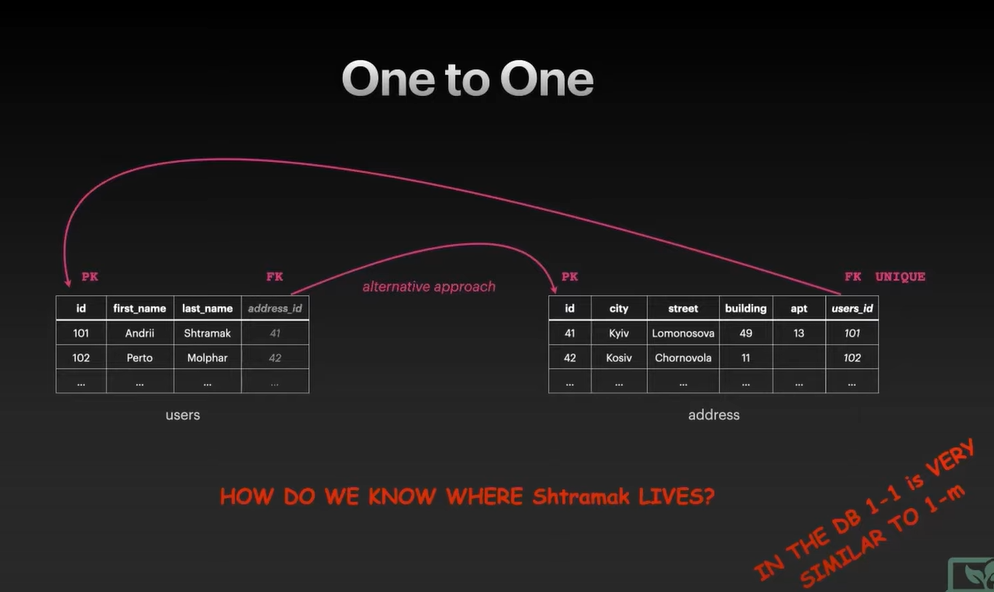 One to One
PK
FK
alternative approach
PK
FK UNIQUE
id first_name last_name address_id
101 Andrii Shtramak 41
102 Perto Molphar 42
... ... ... ...
users
id city street building apt users_id
41 Kyiv Lomonosova 49 13 101
42 Kosiv Chornovola 11 102
... ... ... ... ... ...
address
HOW DO WE KNOW WHERE Shtramak LIVES?
IN THE DB 1-1 is VERY
SIMILAR TO 1-m